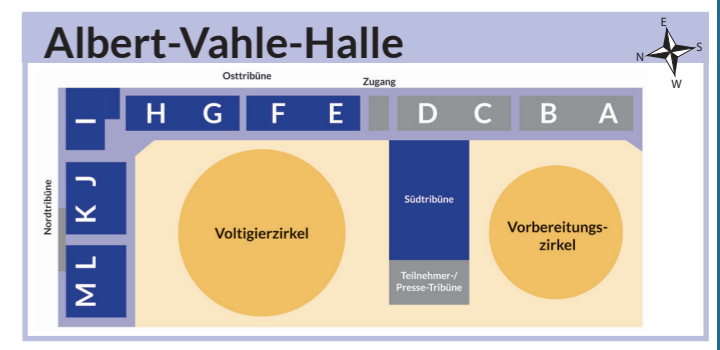 Albert-Vahle-Halle
E
N
S
W
Osttribüne
Zugang
I
H G F E D C B A
Nordtribüne
J
K
L
M
Voltigierzirkel
Südtribüne
Teilnehmer-/
Presse-Tribüne
Vorbereitungs-
zirkel